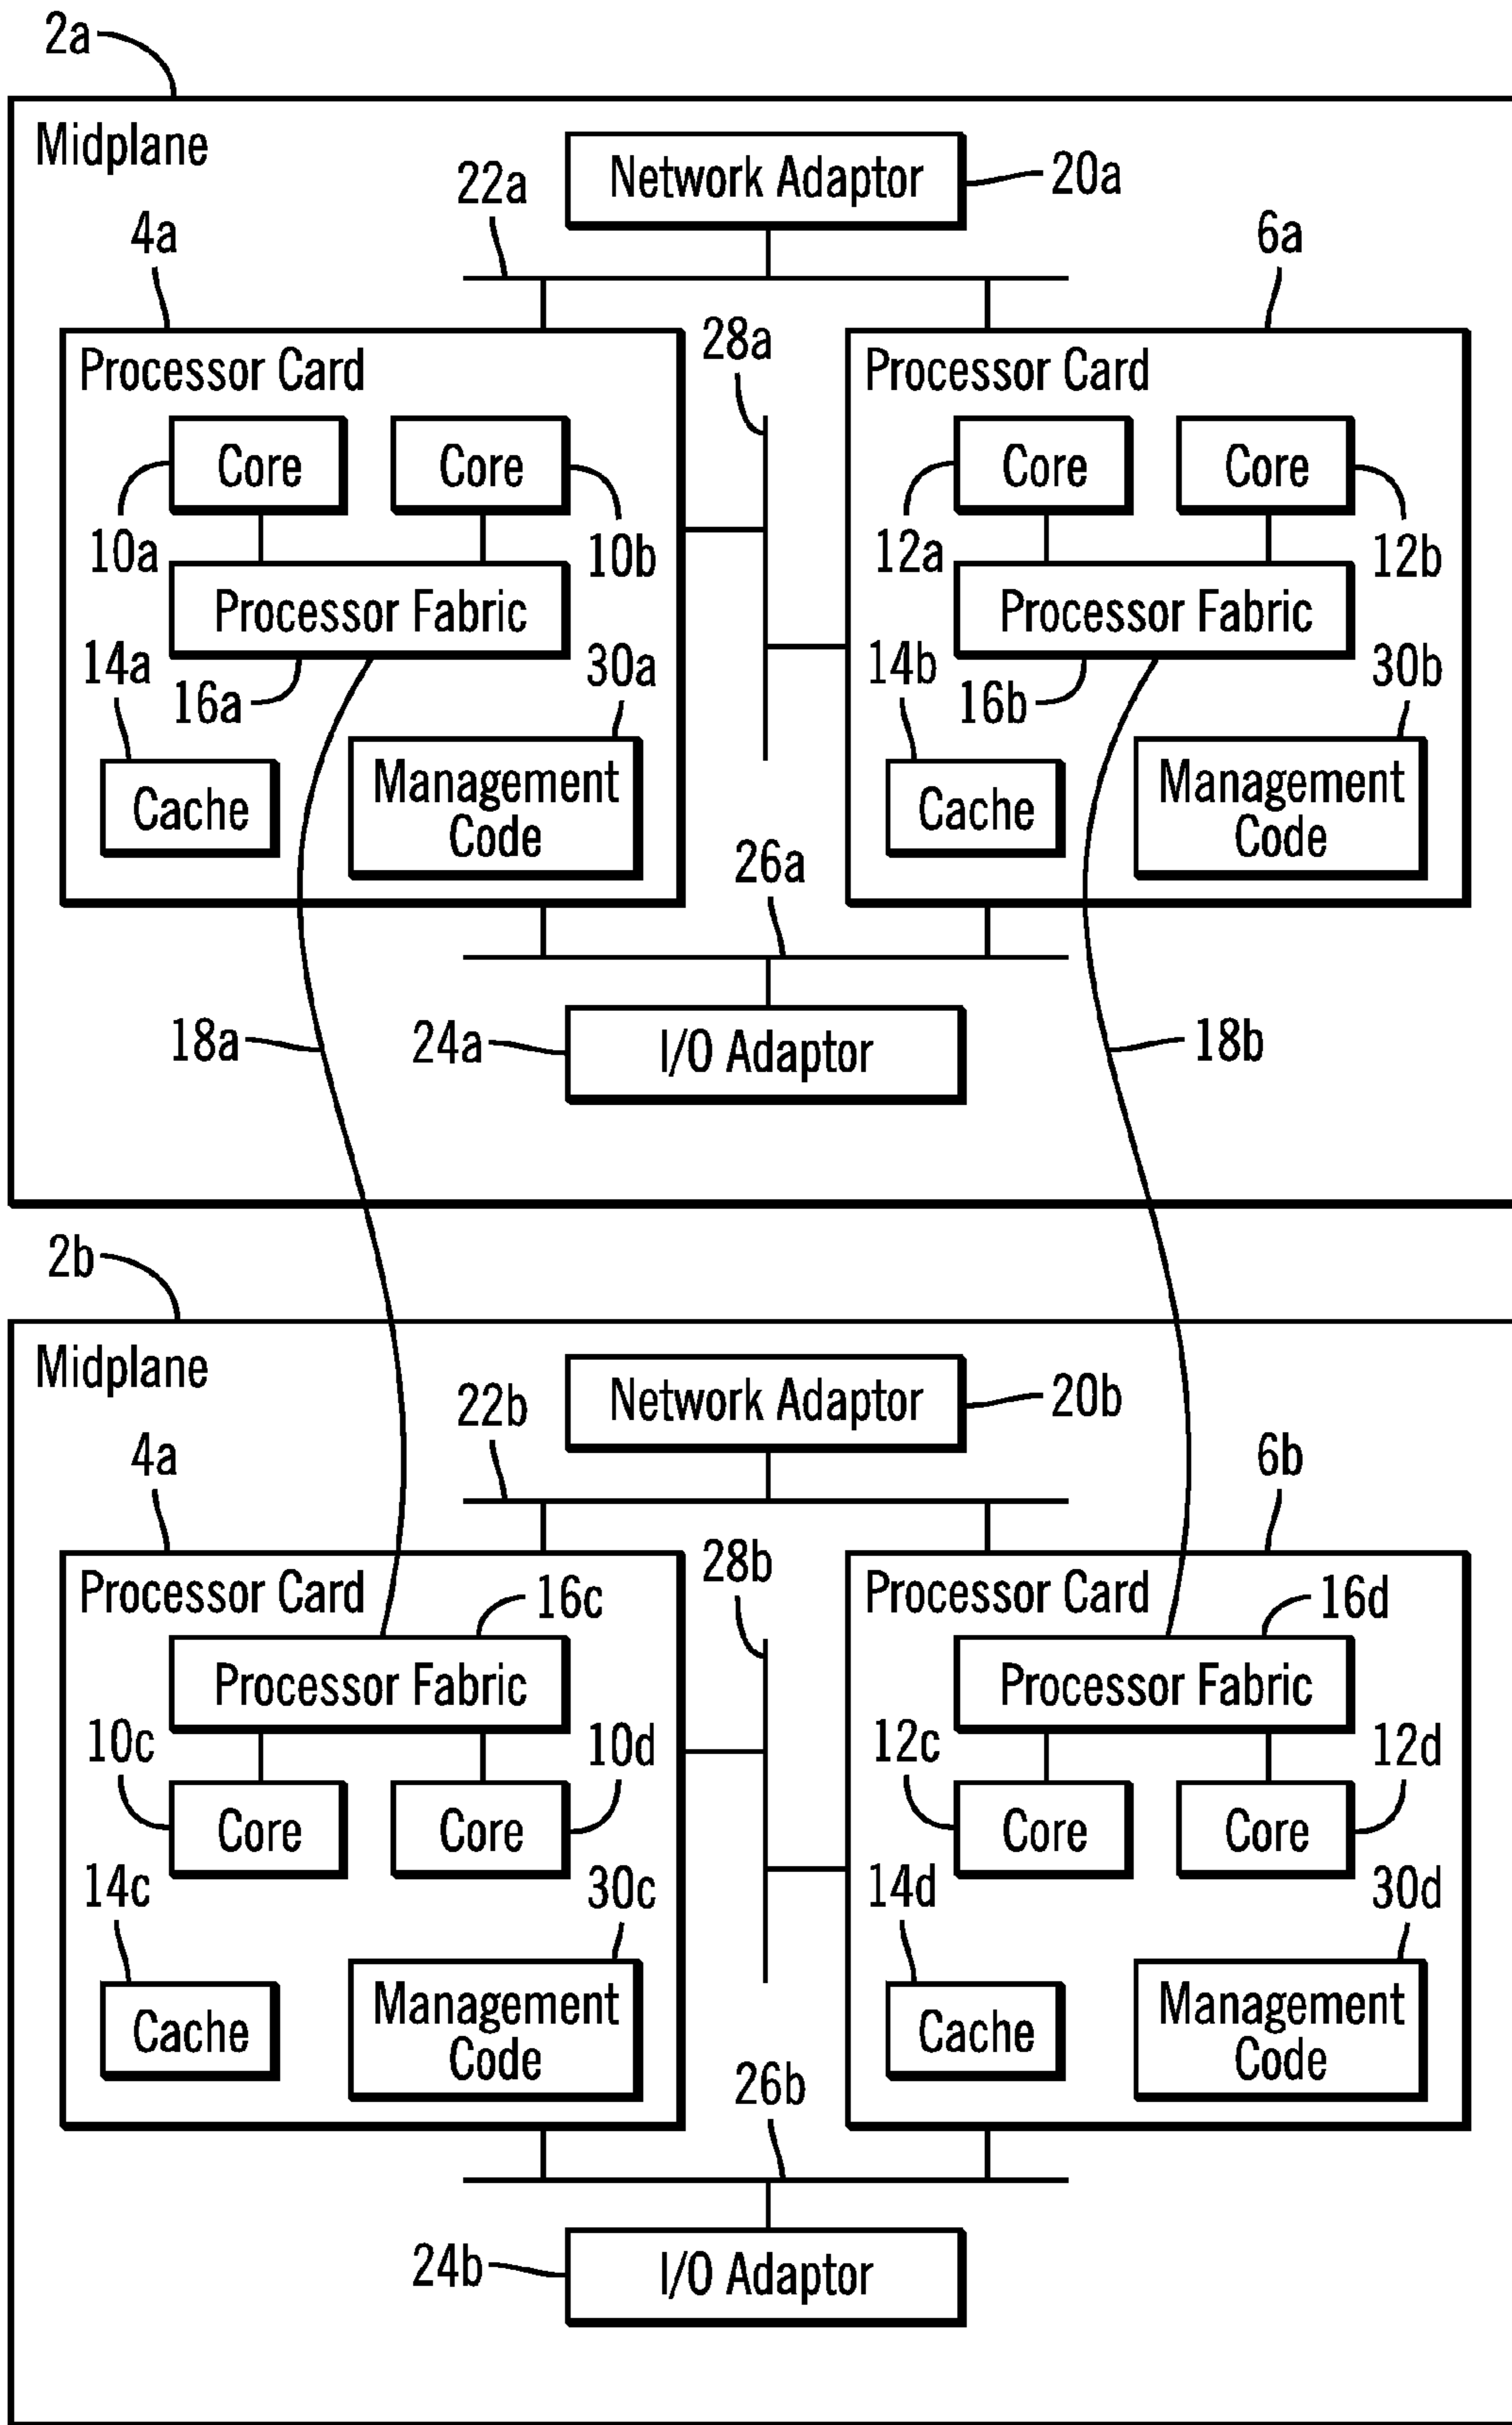 2a
Midplane
Network Adaptor
20a
22a
4a
6a
28a
Processor Card
Processor Card
Core
Core
Core
Core
10a
10b
12a
12b
Processor Fabric
Processor Fabric
14a
16a
30a
14b
16b
30b
Cache
Management
Code
Cache
Management
Code
26a
18a
24a
I/O Adaptor
18b
2b
Midplane
Network Adaptor
20b
22b
4a
6b
28b
Processor Card
16c
Processor Card
16d
Processor Fabric
Processor Fabric
10c
10d
12c
12d
Core
Core
Core
Core
14c
30c
14d
30d
Cache
Management
Code
Cache
Management
Code
26b
24b
I/O Adaptor